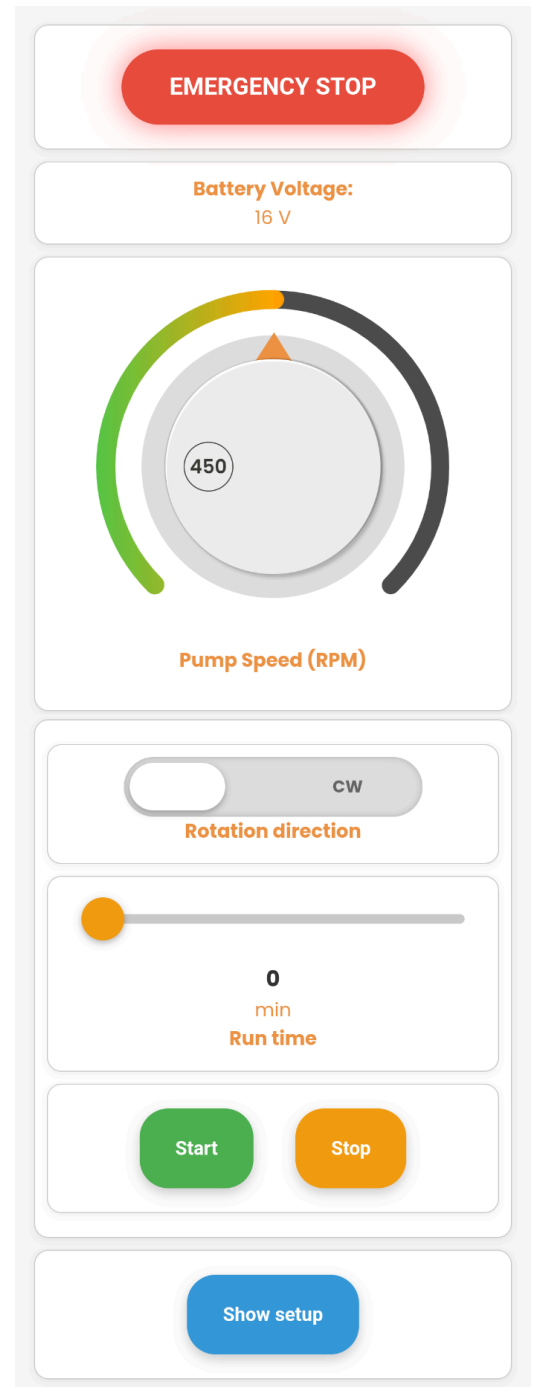 EMERGENCY STOP
Battery Voltage:
16 V
450
Pump Speed (RPM)
CW
Rotation direction
0
min
Run time
Start
Stop
Show setup